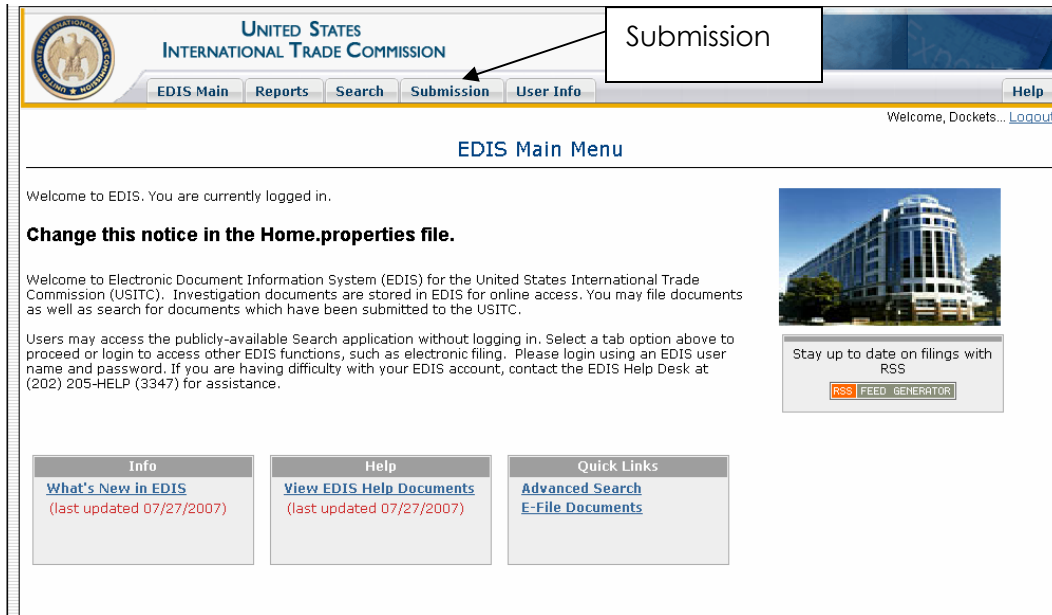 UNITED STATES
INTERNATIONAL TRADE COMMISSION
Submission
EDIS Main Reports Search Submission User Info Help
Welcome, Dockets... Logout
EDIS Main Menu
Welcome to EDIS. You are currently logged in.
Change this notice in the Home.properties file.
Welcome to Electronic Document Information System (EDIS) for the United States International Trade
Commission (USITC). Investigation documents are stored in EDIS for online access. You may file documents
as well as search for documents which have been submitted to the USITC.
Users may access the publicly-available Search application without logging in. Select a tab option above to
proceed or login to access other EDIS functions, such as electronic filing. Please login using an EDIS user
name and password. If you are having difficulty with your EDIS account, contact the EDIS Help Desk at
(202) 205-HELP (3347) for assistance.
Stay up to date on filings with
RSS
RSS FEED GENERATOR
Info
What's New in EDIS
(last updated 07/27/2007)
Help
View EDIS Help Documents
(last updated 07/27/2007)
Quick Links
Advanced Search
E-File Documents